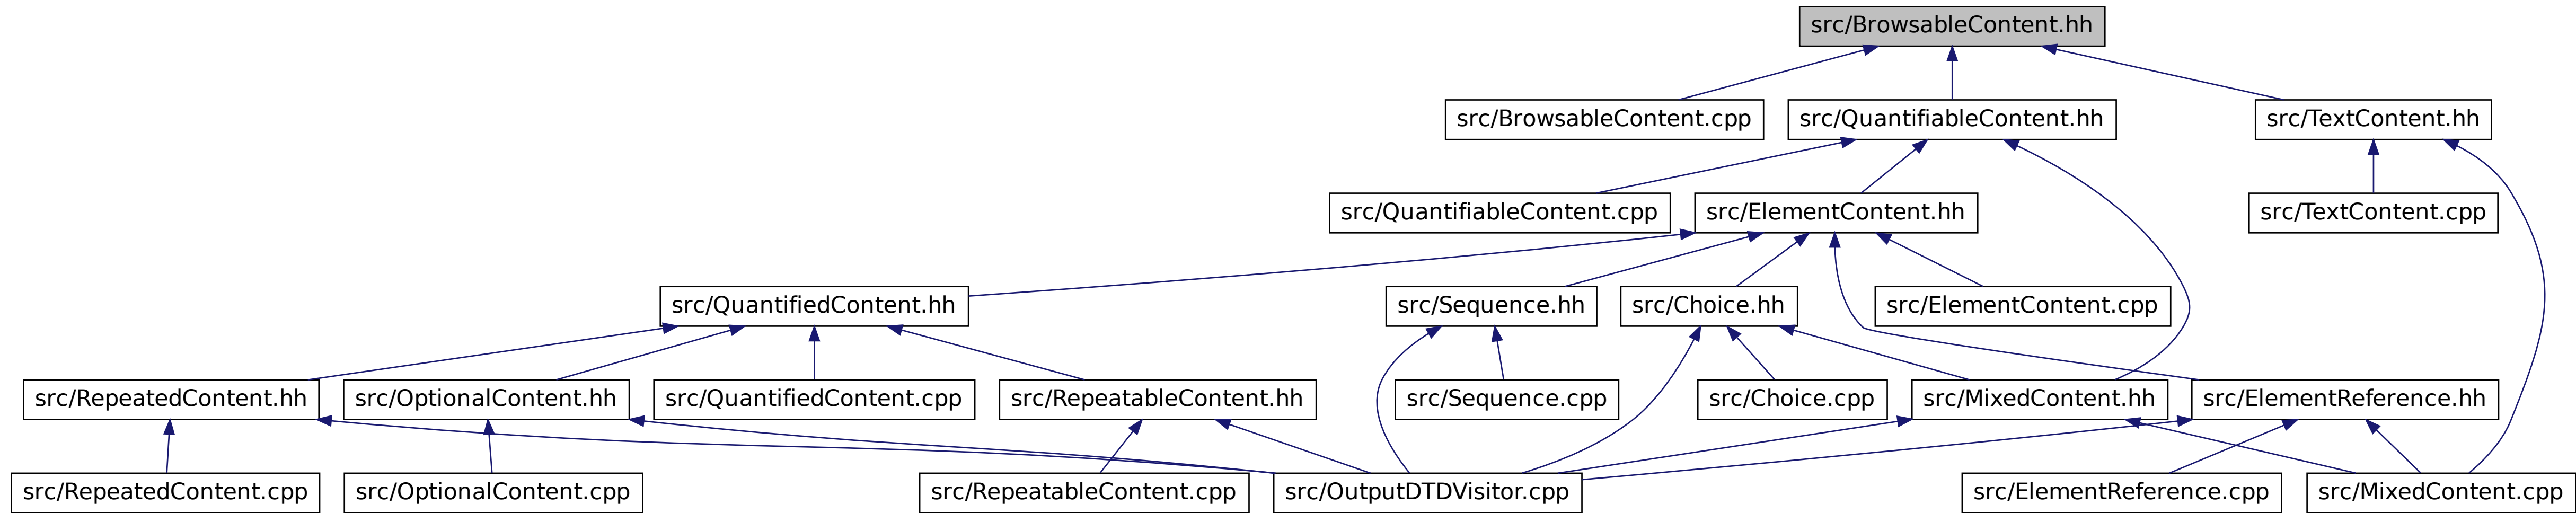 src/BrowsableContent.hh
src/BrowsableContent.cpp
src/QuantifiableContent.hh
src/TextContent.hh
src/QuantifiableContent.cpp
src/ElementContent.hh
src/TextContent.cpp
src/QuantifiedContent.hh
src/Sequence.hh
src/Choice.hh
src/ElementContent.cpp
src/RepeatedContent.hh
src/OptionalContent.hh
src/QuantifiedContent.cpp
src/RepeatableContent.hh
src/Sequence.cpp
src/Choice.cpp
src/MixedContent.hh
src/ElementReference.hh
src/RepeatedContent.cpp
src/OptionalContent.cpp
src/RepeatableContent.cpp
src/OutputDTDVisitor.cpp
src/ElementReference.cpp
src/MixedContent.cpp